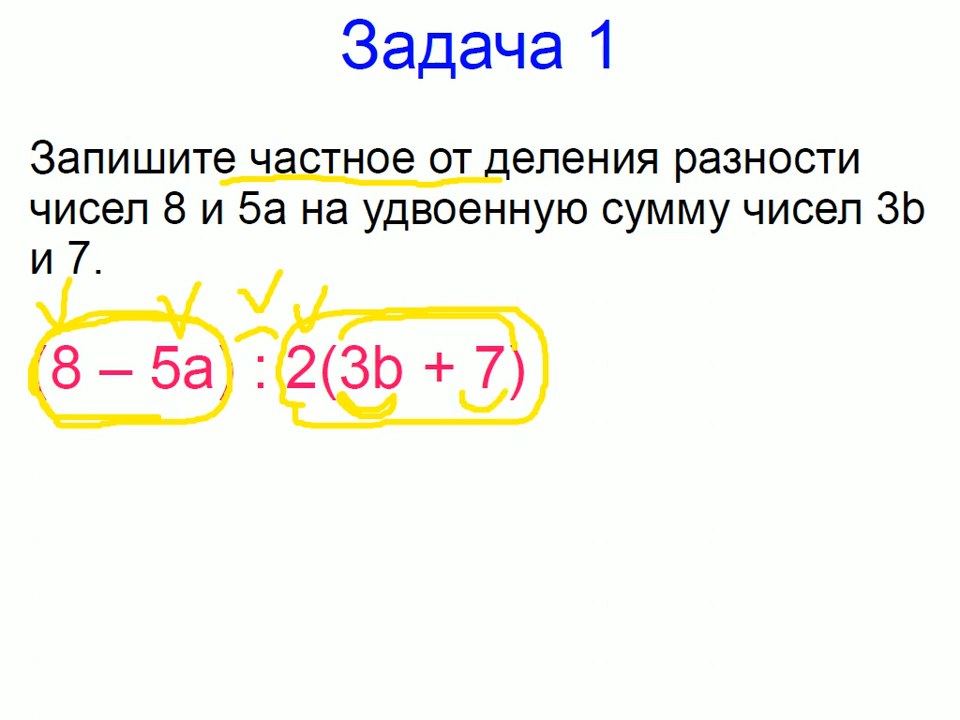 Задача 1
Запишите частное от деления разности
чисел 8 и 5a на удвоенную сумму чисел 3b
и 7.
(8 – 5a) : 2(3b + 7)